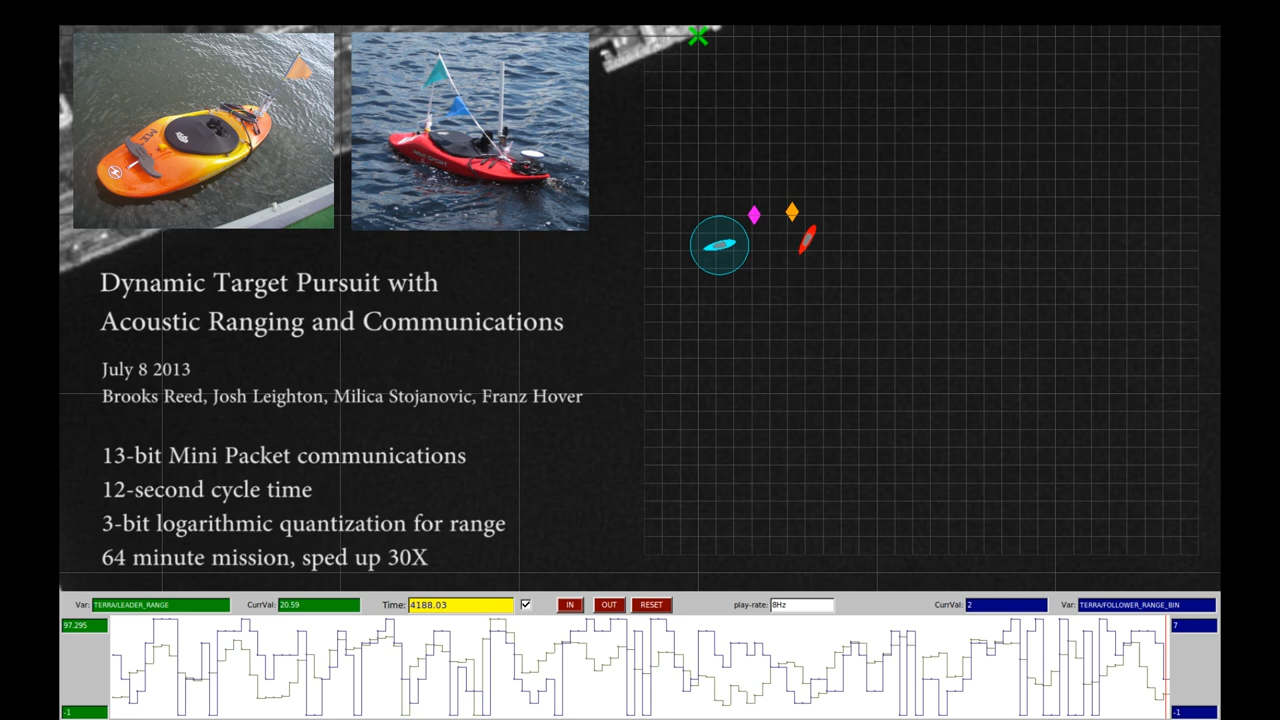 Dynamic Target Pursuit with
Acoustic Ranging and Communications
July 8 2013
Brooks Reed, Josh Leighton, Milica Stojanovic, Franz Hover
13-bit Mini Packet communications
12-second cycle time
3-bit logarithmic quantization for range
64 minute mission, sped up 30X
Var: TERRA/LEADER_RANGE CurrVal: 20.59 Time: 4188.03 IN OUT RESET play-rate: 8Hz CurrVal: 2 Var: TERRA/FOLLOWER_RANGE_BIN
97.295 7
-1 -1